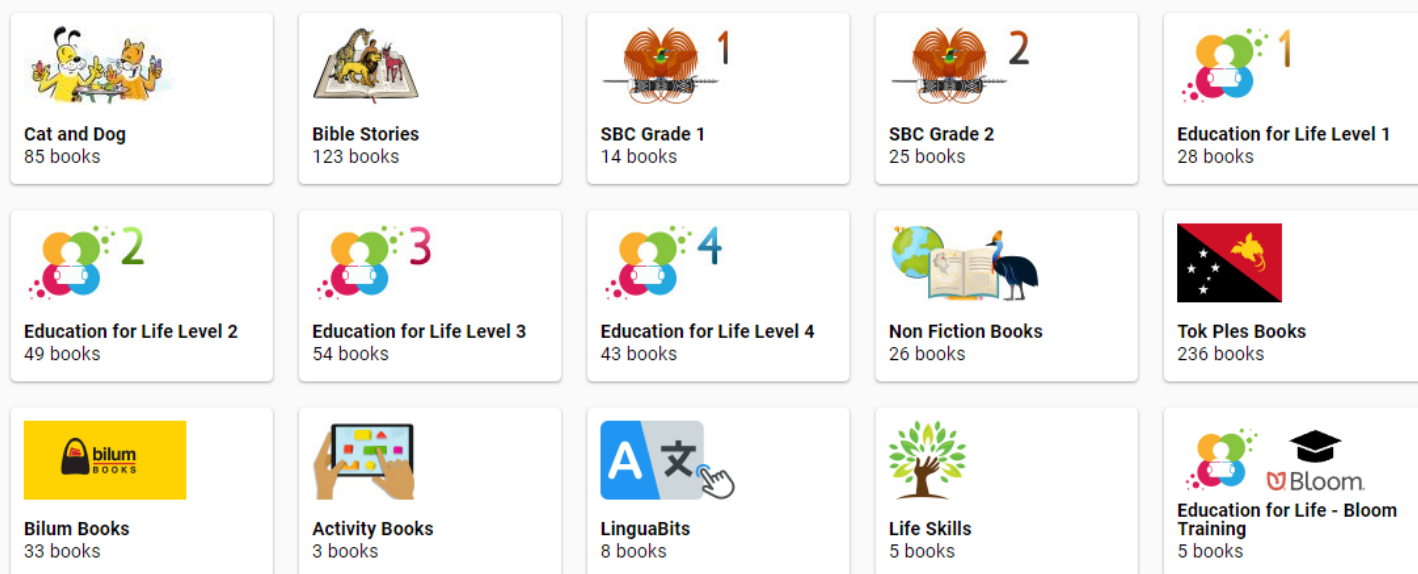 Cat and Dog
85 books
Bible Stories
123 books
1
SBC Grade 1
14 books
2
SBC Grade 2
25 books
1
Education for Life Level 1
28 books
2
Education for Life Level 2
49 books
3
Education for Life Level 3
54 books
4
Education for Life Level 4
43 books
Non Fiction Books
26 books
Tok Ples Books
236 books
bilum
BOOKS
Bilum Books
33 books
Activity Books
3 books
A 文
LinguaBits
8 books
Life Skills
5 books
Bloom
Education for Life - Bloom
Training
5 books